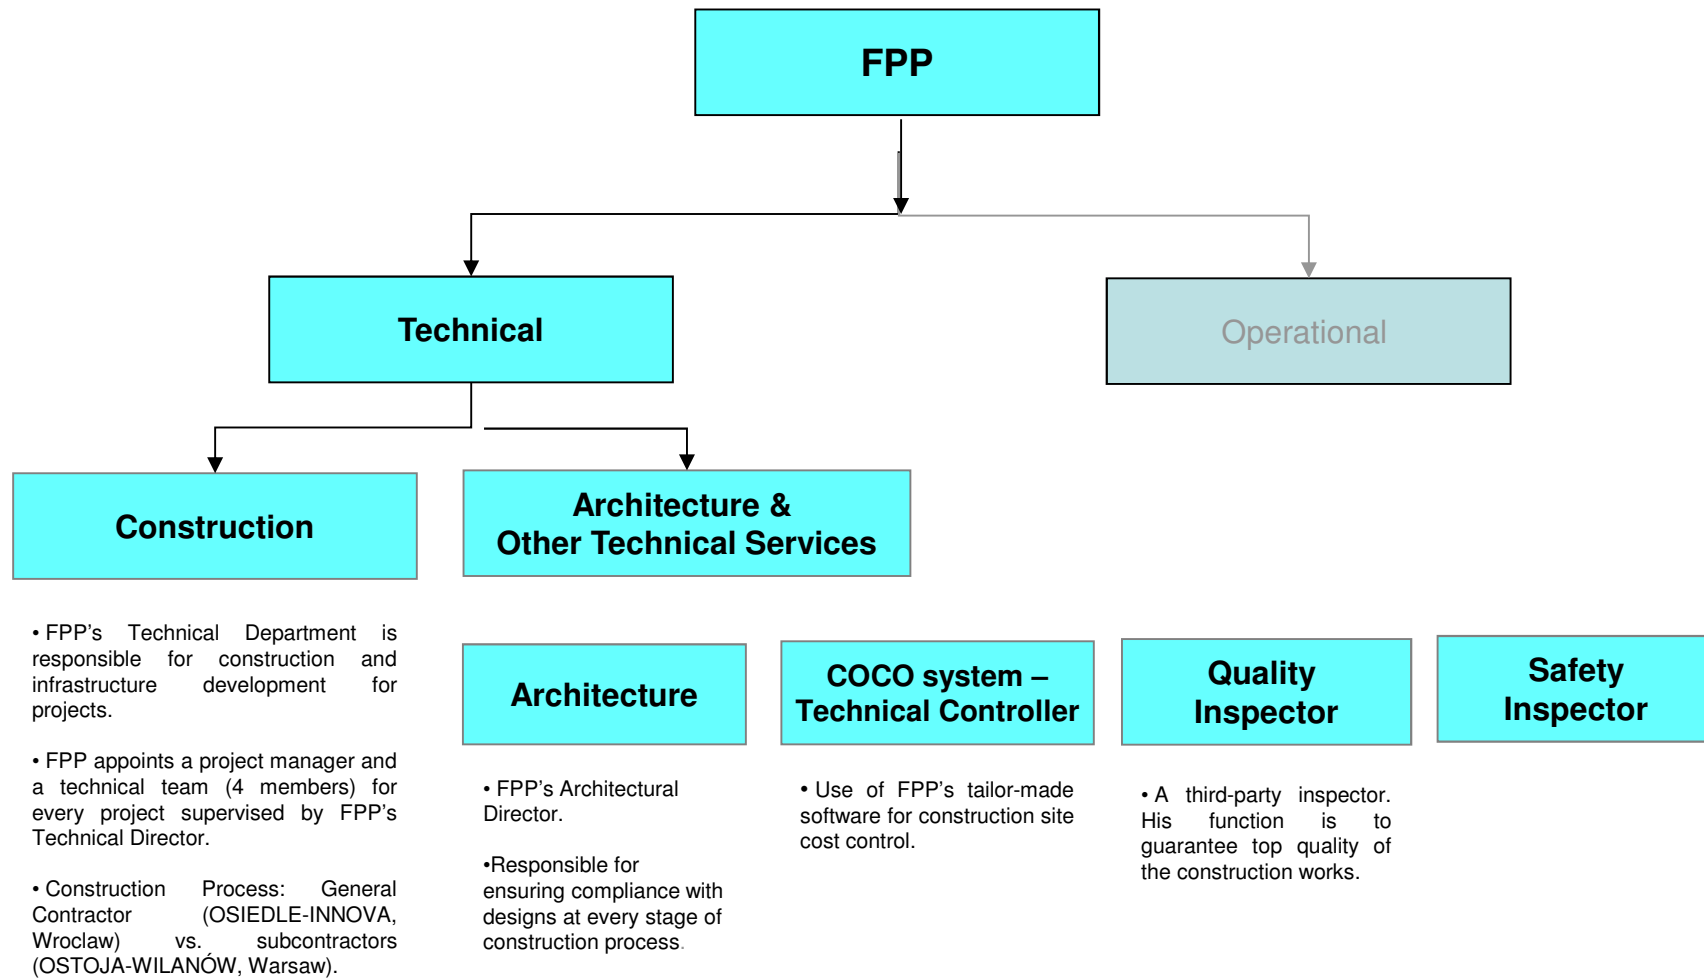 FPP
Technical
Operational
Construction
Architecture &
Other Technical Services
• FPP's Technical Department is
responsible for construction and
infrastructure development for
projects.
• FPP appoints a project manager and
a technical team (4 members) for
every project supervised by FPP's
Technical Director.
• Construction Process: General
Contractor (OSIEDLE-INNOVA,
Wroclaw) vs. subcontractors
(OSTOJA-WILANÓW, Warsaw).
Architecture
• FPP's Architectural
Director.
•Responsible for
ensuring compliance with
designs at every stage of
construction process.
COCO system –
Technical Controller
• Use of FPP's tailor-made
software for construction site
cost control.
Quality
Inspector
• A third-party inspector.
His function is to
guarantee top quality of
the construction works.
Safety
Inspector